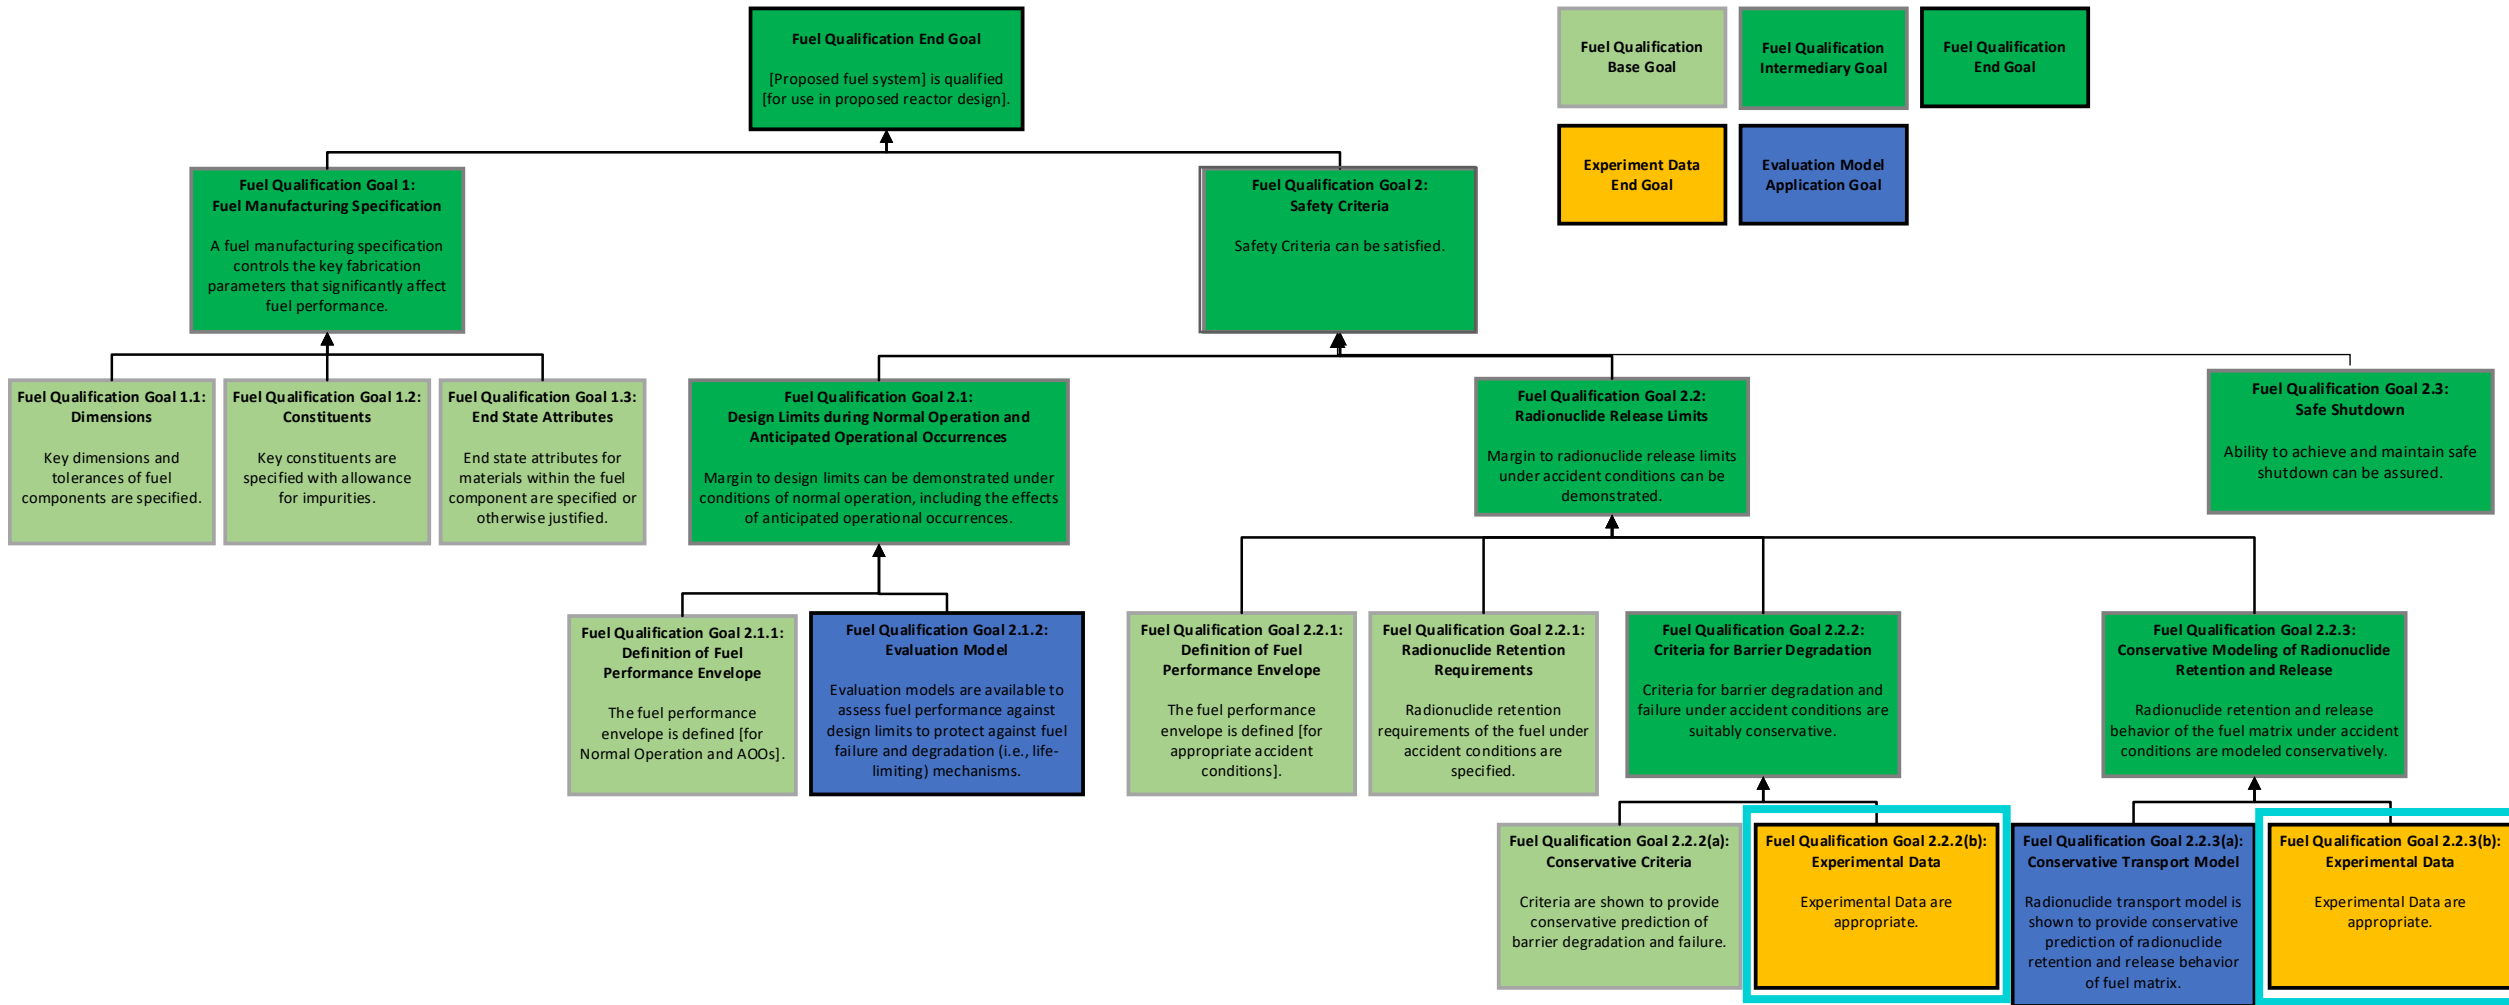 Fuel Qualification End Goal
[Proposed fuel system] is qualified
[for use in proposed reactor design].
Fuel Qualification
Base Goal
Fuel Qualification
Intermediary Goal
Fuel Qualification
End Goal
Experiment Data
End Goal
Evaluation Model
Application Goal
Fuel Qualification Goal 1:
Fuel Manufacturing Specification
A fuel manufacturing specification
controls the key fabrication
parameters that significantly affect
fuel performance.
Fuel Qualification Goal 2:
Safety Criteria
Safety Criteria can be satisfied.
Fuel Qualification Goal 1.1:
Dimensions
Key dimensions and
tolerances of fuel
components are specified.
Fuel Qualification Goal 1.2:
Constituents
Key constituents are
specified with allowance
for impurities.
Fuel Qualification Goal 1.3:
End State Attributes
End state attributes for
materials within the fuel
component are specified or
otherwise justified.
Fuel Qualification Goal 2.1:
Design Limits during Normal Operation and
Anticipated Operational Occurrences
Margin to design limits can be demonstrated under
conditions of normal operation, including the effects
of anticipated operational occurrences.
Fuel Qualification Goal 2.2:
Radionuclide Release Limits
Margin to radionuclide release limits
under accident conditions can be
demonstrated.
Fuel Qualification Goal 2.3:
Safe Shutdown
Ability to achieve and maintain safe
shutdown can be assured.
Fuel Qualification Goal 2.1.1:
Definition of Fuel
Performance Envelope
The fuel performance
envelope is defined [for
Normal Operation and AOOs].
Fuel Qualification Goal 2.1.2:
Evaluation Model
Evaluation models are available to
assess fuel performance against
design limits to protect against fuel
failure and degradation (i.e., life-
limiting) mechanisms.
Fuel Qualification Goal 2.2.1:
Definition of Fuel
Performance Envelope
The fuel performance
envelope is defined [for
appropriate accident
conditions].
Fuel Qualification Goal 2.2.1:
Radionuclide Retention
Requirements
Radionuclide retention
requirements of the fuel under
accident conditions are
specified.
Fuel Qualification Goal 2.2.2:
Criteria for Barrier Degradation
Criteria for barrier degradation and
failure under accident conditions are
suitably conservative.
Fuel Qualification Goal 2.2.3:
Conservative Modeling of Radionuclide
Retention and Release
Radionuclide retention and release
behavior of the fuel matrix under accident
conditions are modeled conservatively.
Fuel Qualification Goal 2.2.2(a):
Conservative Criteria
Criteria are shown to provide
conservative prediction of
barrier degradation and failure.
Fuel Qualification Goal 2.2.2(b):
Experimental Data
Experimental Data are
appropriate.
Fuel Qualification Goal 2.2.3(a):
Conservative Transport Model
Radionuclide transport model is
shown to provide conservative
prediction of radionuclide
retention and release behavior
of fuel matrix.
Fuel Qualification Goal 2.2.3(b):
Experimental Data
Experimental Data are
appropriate.